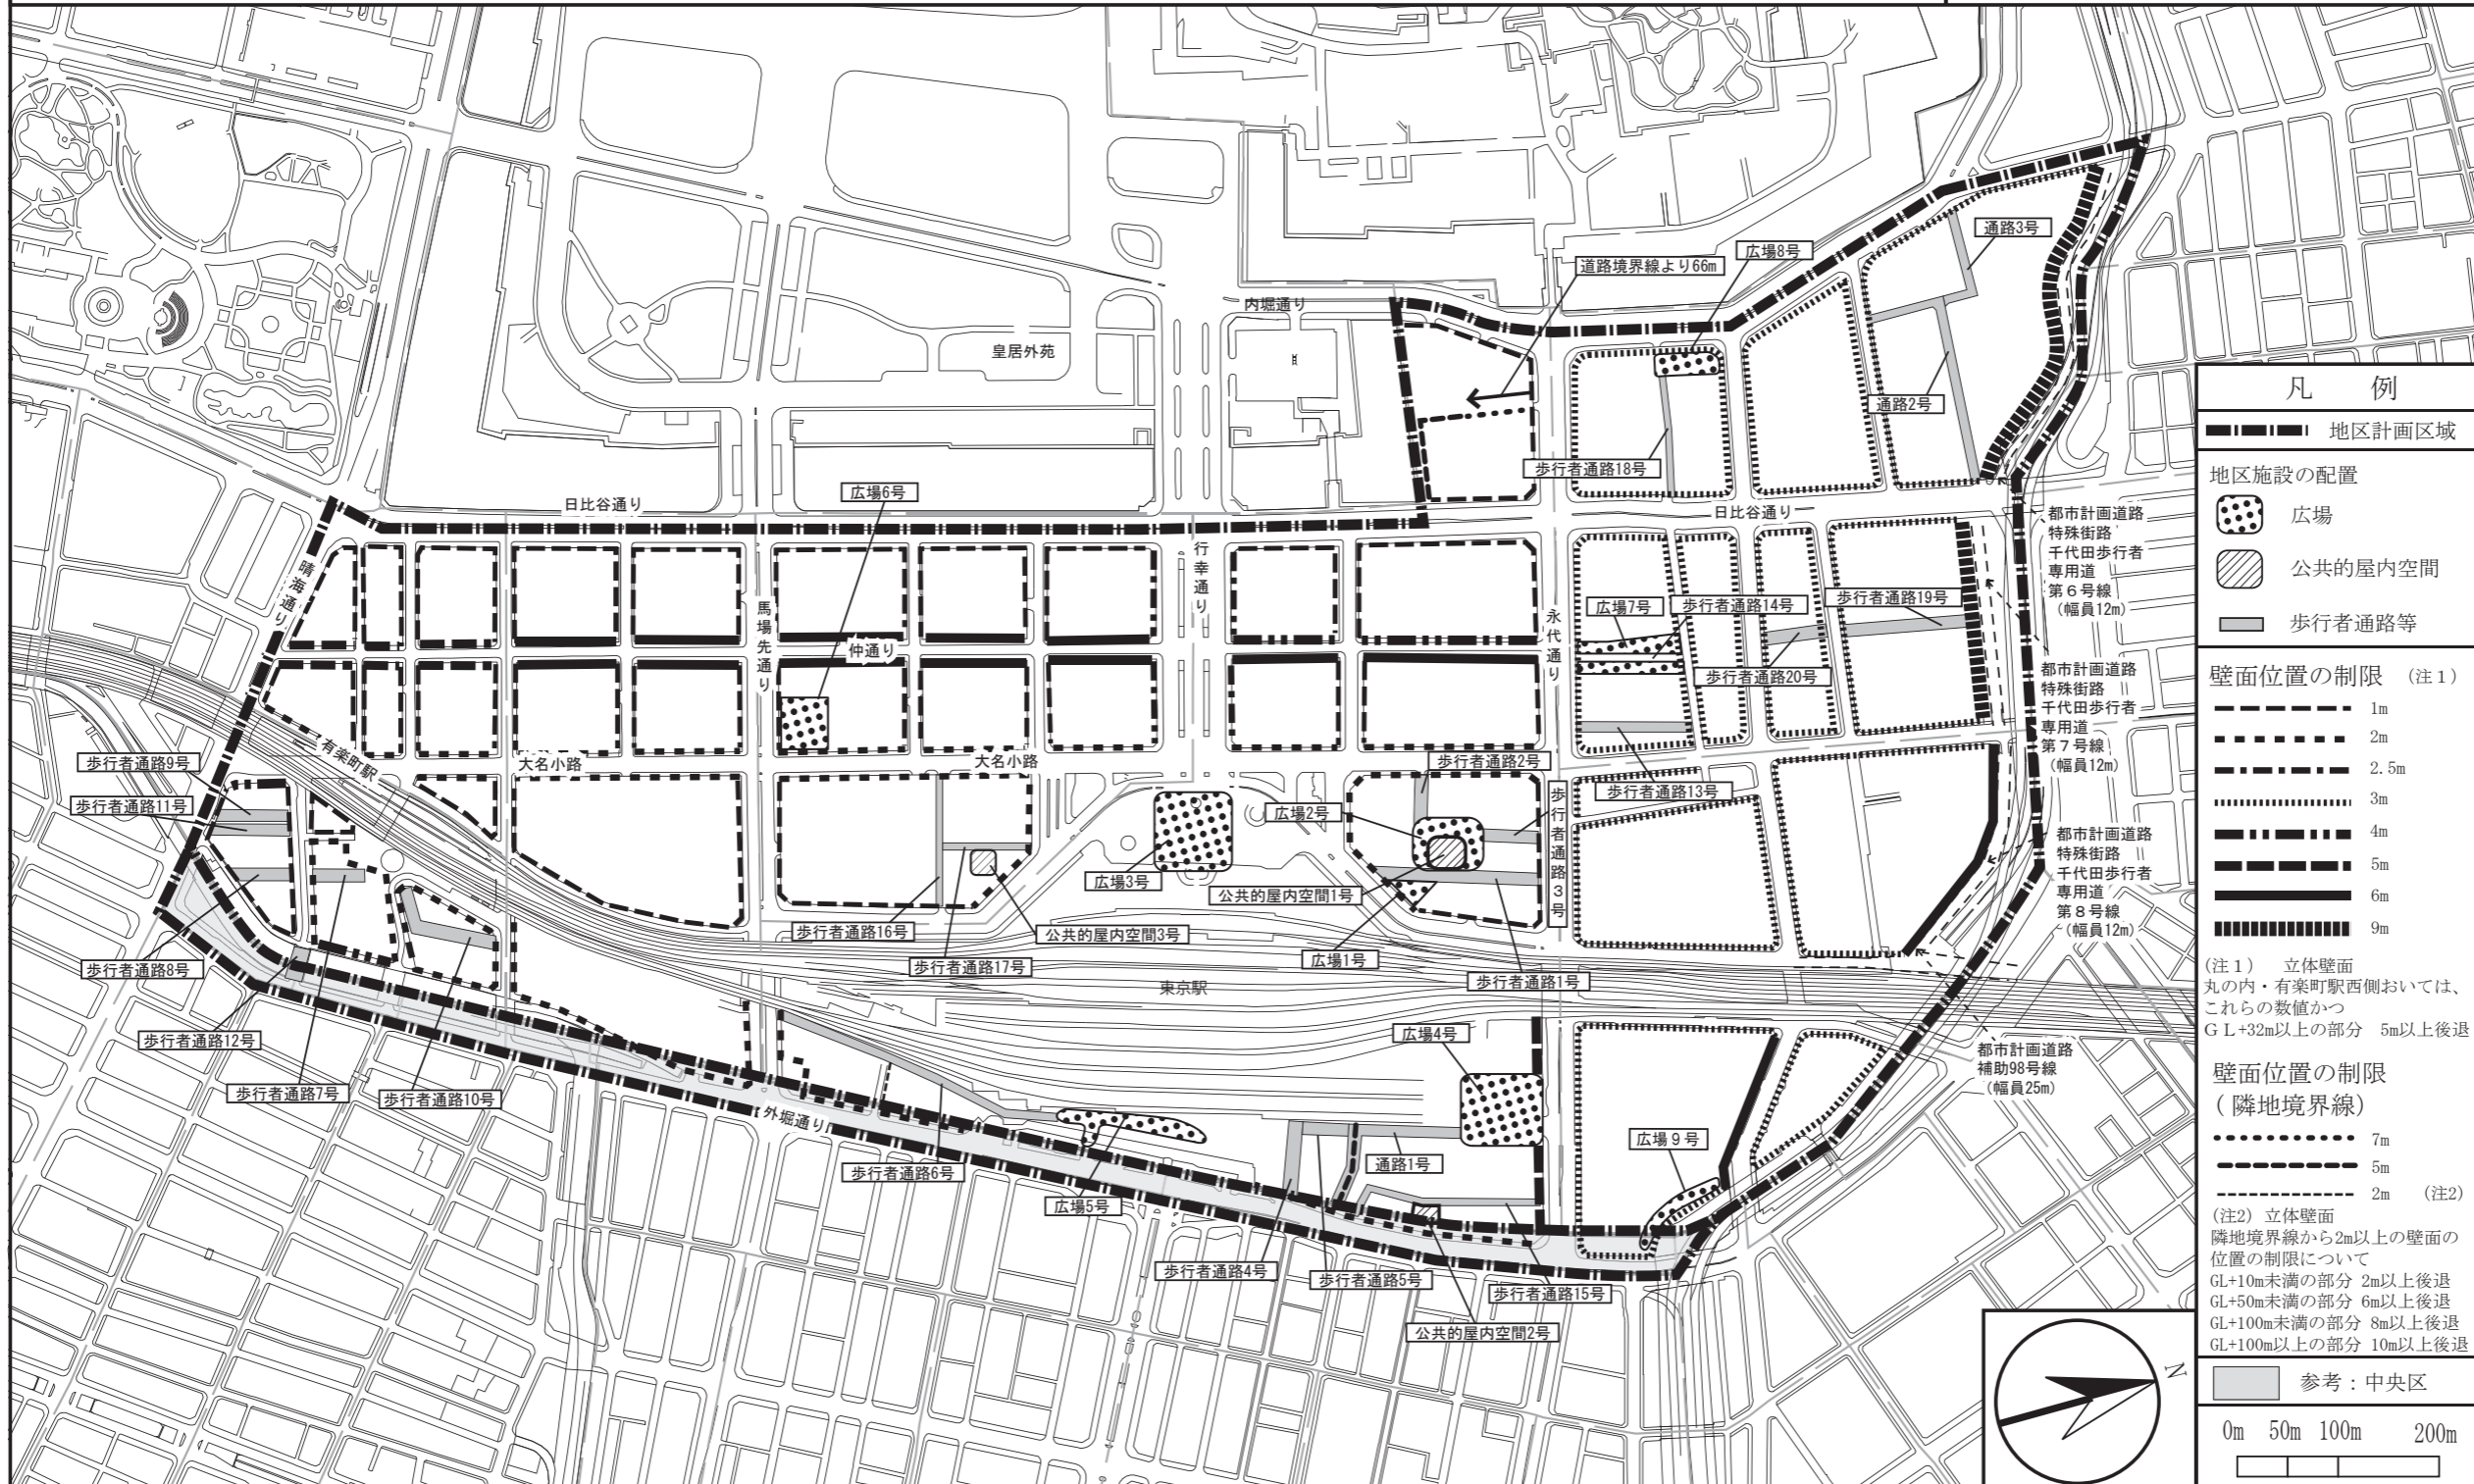 通路3号
広場8号
道路境界線より66m
内堀通り
皇居外苑
通路2号
歩行者通路18号
広場6号
日比谷通り
日比谷通り
晴海通り
行幸通り
馬場先通り
仲通り
永代通り
広場7号
歩行者通路14号
歩行者通路19号
歩行者通路20号
都市計画道路
特殊街路
千代田歩行者
専用道
第6号線
(幅員12m)
都市計画道路
特殊街路
千代田歩行者
専用道
第7号線
(幅員12m)
有楽町駅
大名小路
大名小路
歩行者通路9号
歩行者通路11号
歩行者通路2号
歩行者通路13号
歩行者通路3号
広場2号
広場3号
公共的屋内空間1号
都市計画道路
特殊街路
千代田歩行者
専用道
第8号線
(幅員12m)
歩行者通路16号
公共的屋内空間3号
歩行者通路8号
歩行者通路17号
広場1号
歩行者通路1号
東京駅
歩行者通路12号
広場4号
都市計画道路
補助98号線
(幅員25m)
歩行者通路7号
歩行者通路10号
外堀通り
歩行者通路6号
広場5号
通路1号
広場9号
歩行者通路4号
歩行者通路5号
歩行者通路15号
公共的屋内空間2号
凡 例
地区計画区域
地区施設の配置
広場
公共的屋内空間
歩行者通路等
壁面位置の制限 (注1)
1m
2m
2.5m
3m
4m
5m
6m
9m
(注1) 立体壁面
丸の内・有楽町駅西側おいては、
これらの数値かつ
GL+32m以上の部分 5m以上後退
壁面位置の制限
(隣地境界線)
7m
5m
2m (注2)
(注2) 立体壁面
隣地境界線から2m以上の壁面の
位置の制限について
GL+10m未満の部分 2m以上後退
GL+50m未満の部分 6m以上後退
GL+100m未満の部分 8m以上後退
GL+100m以上の部分 10m以上後退
参考：中央区
N
0m 50m 100m 200m